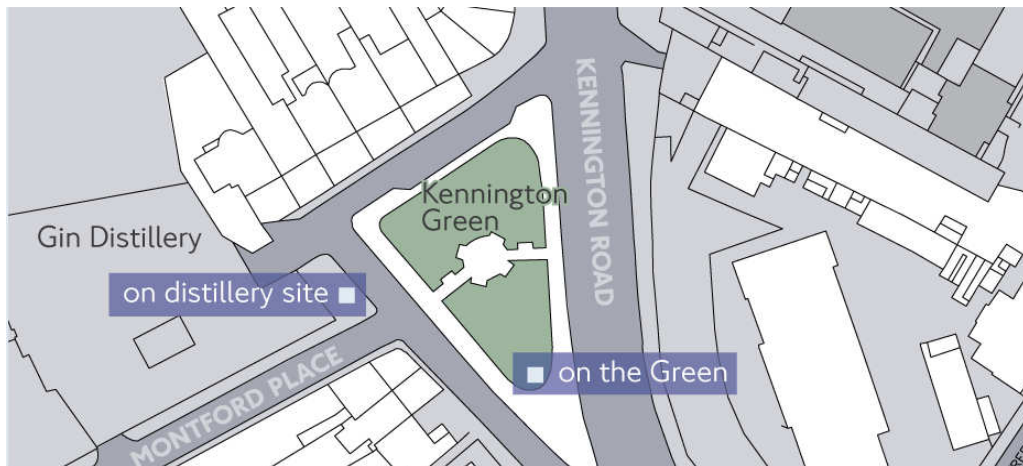 KENNINGTON ROAD
Kennington
Green
Gin Distillery
on distillery site
on the Green
MONTFORD PLACE